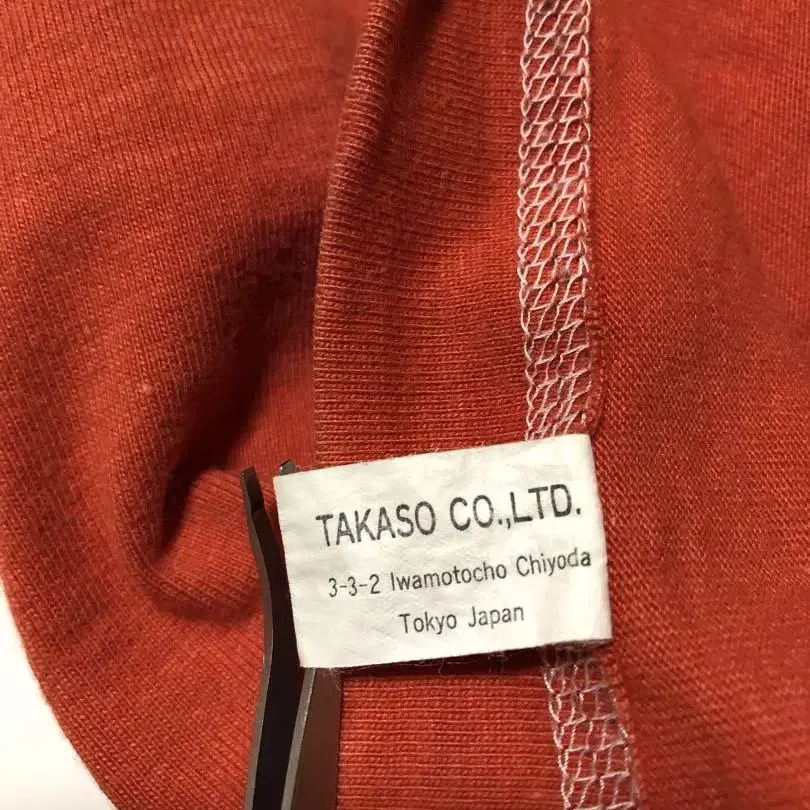 TAKASO CO.,LTD.
3-3-2 Iwamotocho Chiyoda
Tokyo Japan